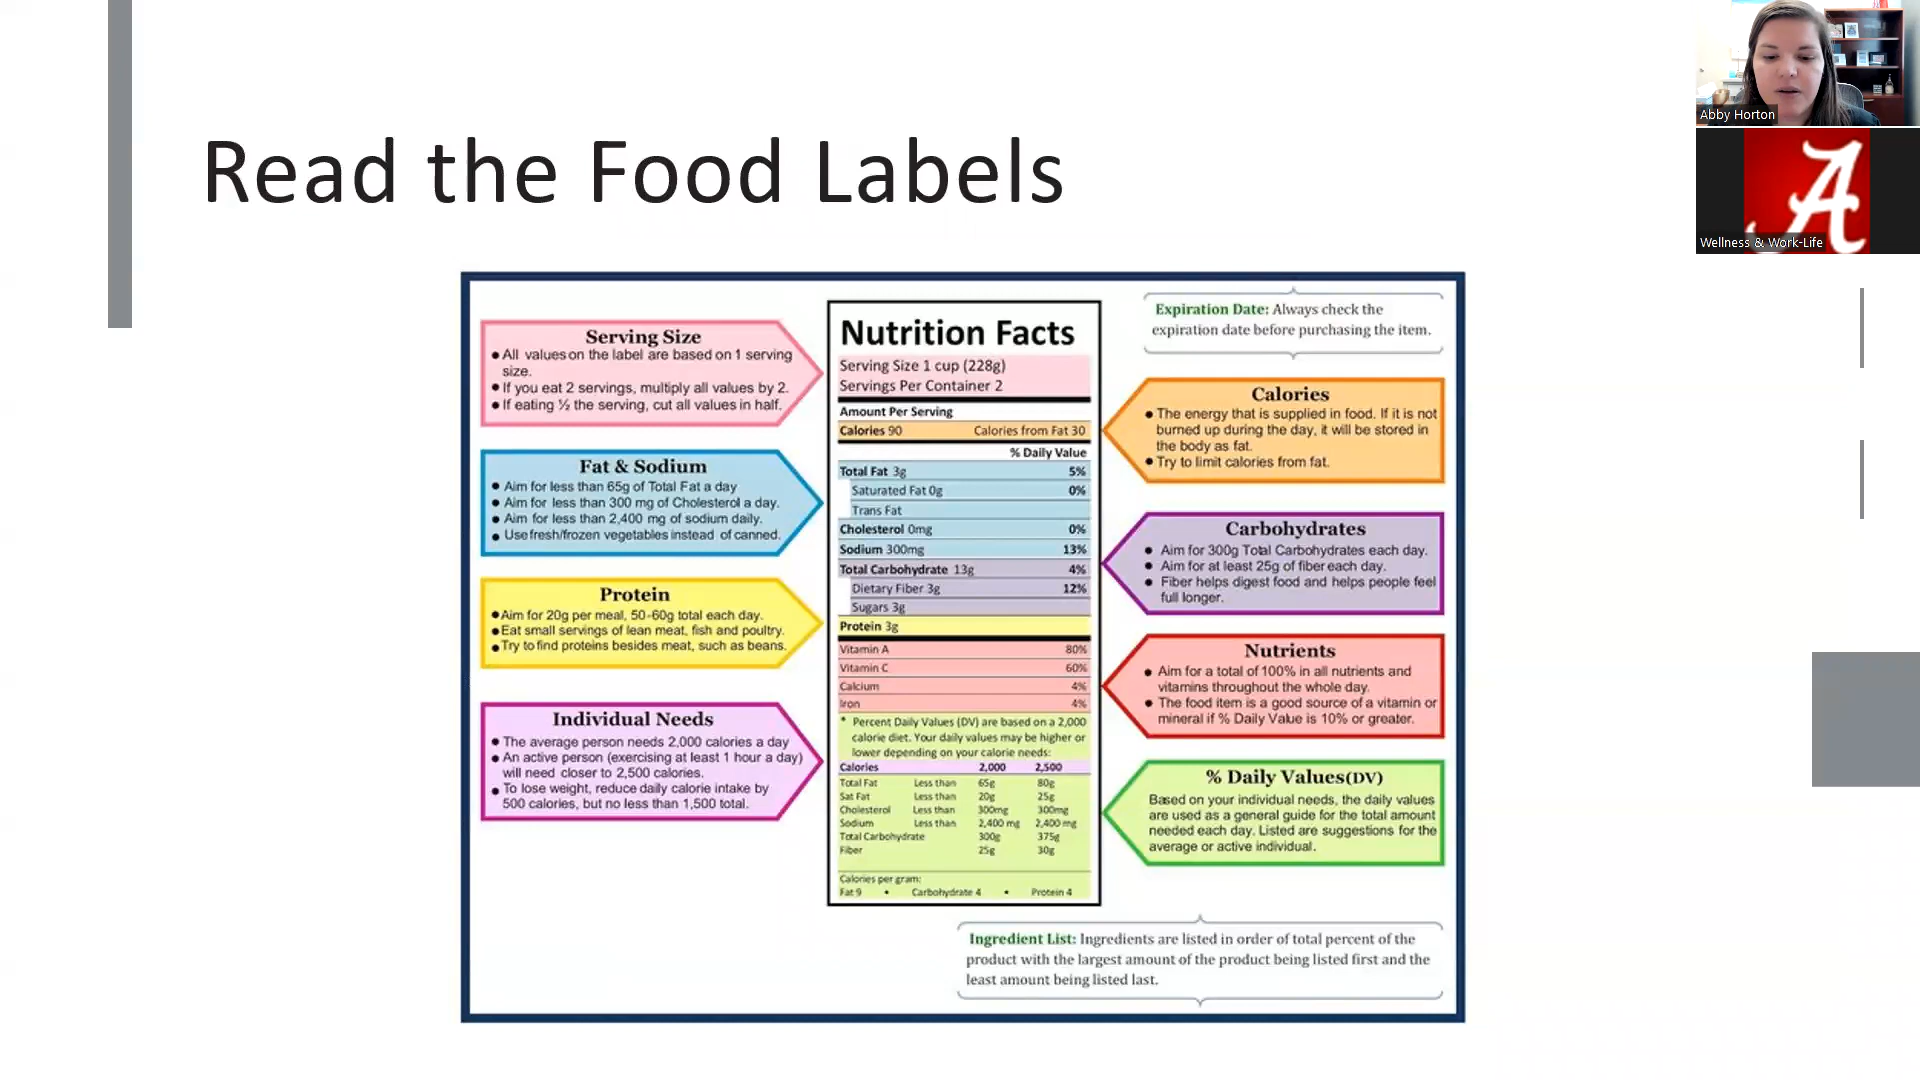 Read the Food Labels
Abby Horton
A
Wellness & Work-Life
Serving Size
● All values on the label are based on 1 serving
size.
● If you eat 2 servings, multiply all values by 2.
● If eating ½ the serving, cut all values in half.
Fat & Sodium
● Aim for less than 65g of Total Fat a day
● Aim for less than 300 mg of Cholesterol a day.
● Aim for less than 2,400 mg of sodium daily.
● Use fresh/frozen vegetables instead of canned.
Protein
● Aim for 20g per meal, 50-60g total each day.
● Eat small servings of lean meat, fish and poultry.
● Try to find proteins besides meat, such as beans.
Individual Needs
● The average person needs 2,000 calories a day
● An active person (exercising at least 1 hour a day)
will need closer to 2,500 calories.
● To lose weight, reduce daily calorie intake by
500 calories, but no less than 1,500 total.
Nutrition Facts
Serving Size 1 cup (228g)
Servings Per Container 2
Amount Per Serving
Calories 90 Calories from Fat 30
% Daily Value
Total Fat 3g 5%
Saturated Fat 0g 0%
Trans Fat
Cholesterol 0mg 0%
Sodium 300mg 13%
Total Carbohydrate 13g 4%
Dietary Fiber 3g 12%
Sugars 3g
Protein 3g
Vitamin A 80%
Vitamin C 60%
Calcium 4%
Iron 4%
* Percent Daily Values (DV) are based on a 2,000
calorie diet. Your daily values may be higher or
lower depending on your calorie needs:
Calories 2,000 2,500
Total Fat Less than 65g 80g
Sat Fat Less than 20g 25g
Cholesterol Less than 300mg 300mg
Sodium Less than 2,400 mg 2,400 mg
Total Carbohydrate 300g 375g
Fiber 25g 30g
Calories per gram:
Fat 9 • Carbohydrate 4 • Protein 4
Expiration Date: Always check the
expiration date before purchasing the item.
Calories
● The energy that is supplied in food. If it is not
burned up during the day, it will be stored in
the body as fat.
● Try to limit calories from fat.
Carbohydrates
● Aim for 300g Total Carbohydrates each day.
● Aim for at least 25g of fiber each day.
● Fiber helps digest food and helps people feel
full longer.
Nutrients
● Aim for a total of 100% in all nutrients and
vitamins throughout the whole day.
● The food item is a good source of a vitamin or
mineral if % Daily Value is 10% or greater.
% Daily Values(DV)
Based on your individual needs, the daily values
are used as a general guide for the total amount
needed each day. Listed are suggestions for the
average or active individual.
Ingredient List: Ingredients are listed in order of total percent of the
product with the largest amount of the product being listed first and the
least amount being listed last.